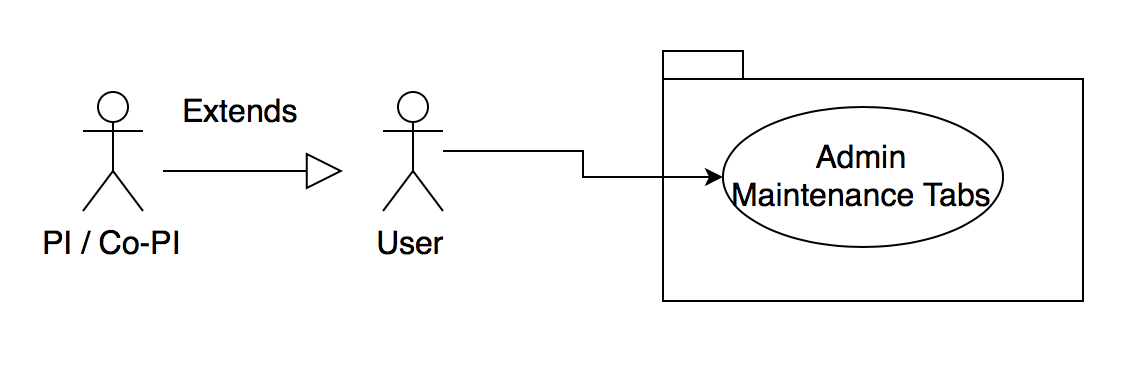 Extends
PI / Co-PI
User
Admin
Maintenance Tabs